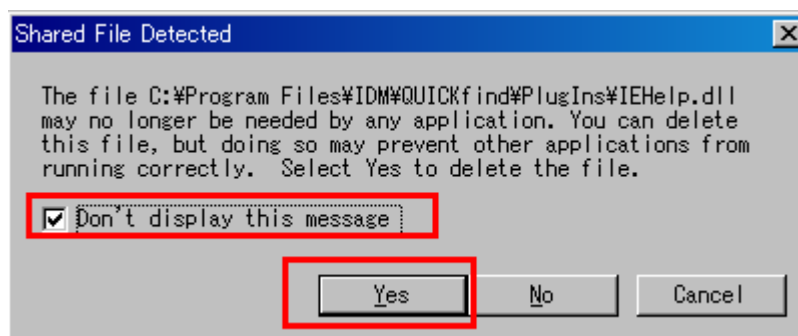 Shared File Detected
The file C:¥Program Files¥IDM¥QUICKfind¥PlugIns¥IEHelp.dll
may no longer be needed by any application. You can delete
this file, but doing so may prevent other applications from
running correctly.  Select Yes to delete the file.
Don't display this message
Yes No Cancel